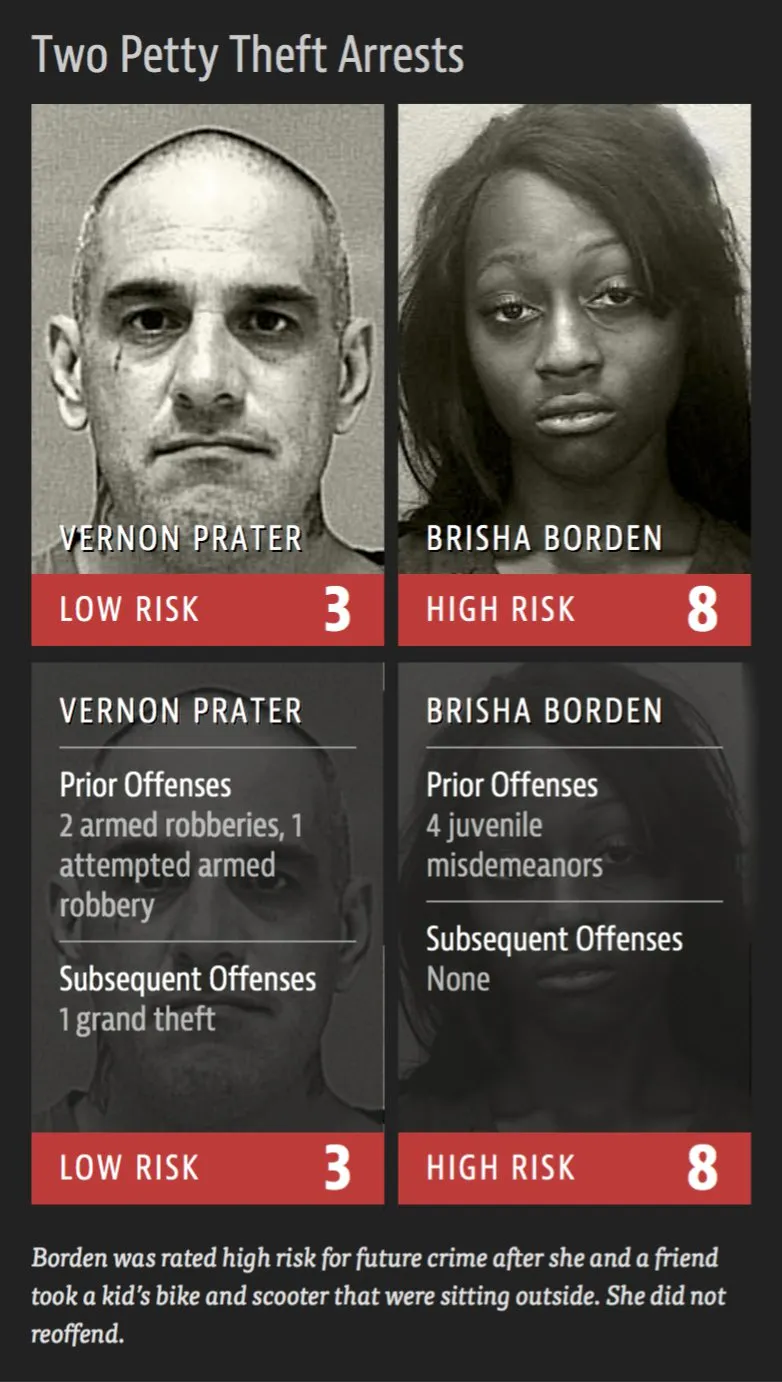 Two Petty Theft Arrests
VERNON PRATER
BRISHA BORDEN
LOW RISK 3
HIGH RISK 8
VERNON PRATER
Prior Offenses
2 armed robberies, 1
attempted armed
robbery
Subsequent Offenses
1 grand theft
LOW RISK 3
BRISHA BORDEN
Prior Offenses
4 juvenile
misdemeanors
Subsequent Offenses
None
HIGH RISK 8
Borden was rated high risk for future crime after she and a friend
took a kid’s bike and scooter that were sitting outside. She did not
reoffend.